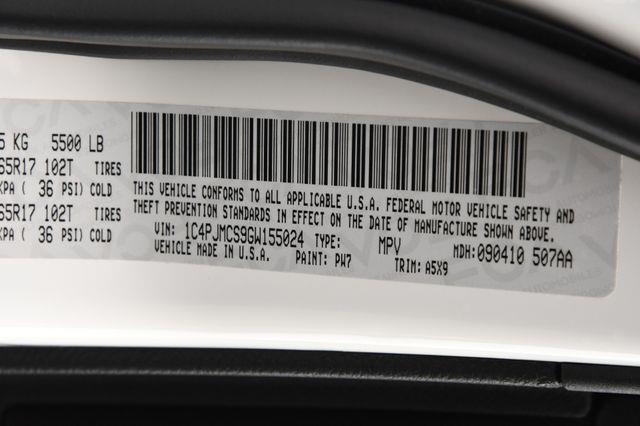 5 KG 5500 LB
65R17 102T TIRES
KPA ( 36 PSI) COLD
65R17 102T TIRES
KPA ( 36 PSI) COLD
THIS VEHICLE CONFORMS TO ALL APPLICABLE U.S.A. FEDERAL MOTOR VEHICLE SAFETY AND
THEFT PREVENTION STANDARDS IN EFFECT ON THE DATE OF MANUFACTURE SHOWN ABOVE.
VIN: 1C4PJMCS9GW155024 TYPE: MPV MDH:090410 507AA
VEHICLE MADE IN U.S.A. PAINT: PW7 TRIM: A5X9